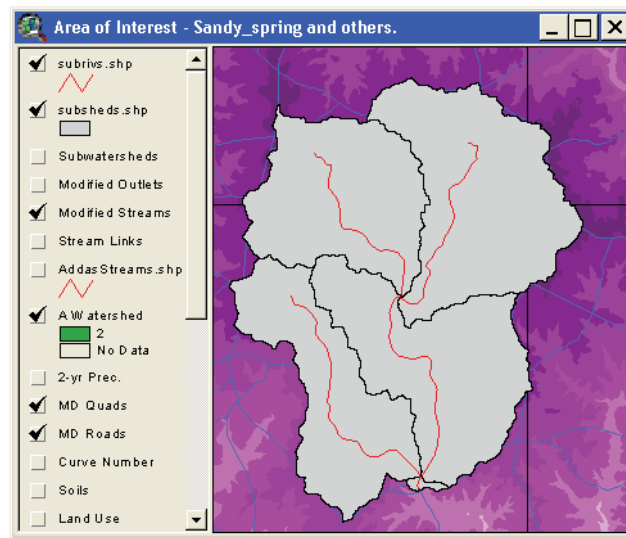 Area of Interest - Sandy_spring and others.
subrivs.shp
subsheds.shp
Subwatersheds
Modified Outlets
Modified Streams
Stream Links
AddasStreams.shp
A Watershed
2
No Data
2-yr Prec.
MD Quads
MD Roads
Curve Number
Soils
Land Use